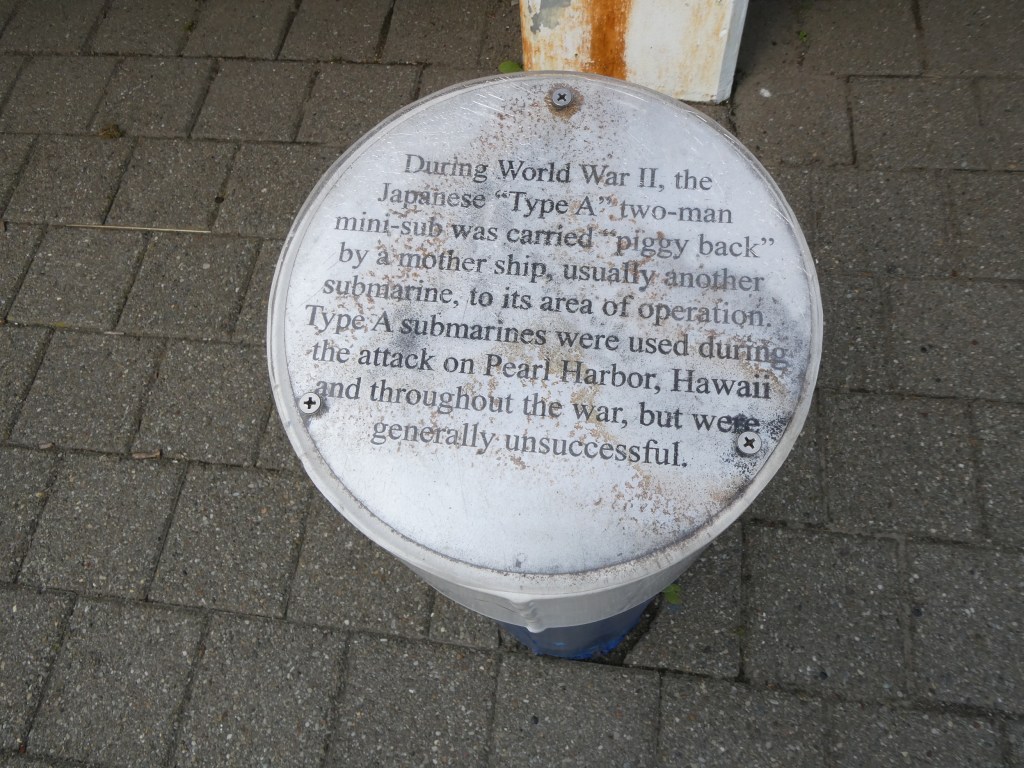 During World War II, the
Japanese “Type A” two-man
mini-sub was carried “piggy back”
by a mother ship, usually another
submarine, to its area of operation.
Type A submarines were used during
the attack on Pearl Harbor, Hawaii
and throughout the war, but were
generally unsuccessful.